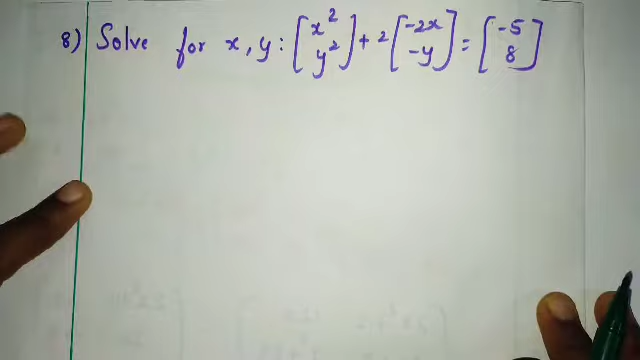 8) Solve for x, y : [x² y²] + 2 [-2x -y] = [-5 8]